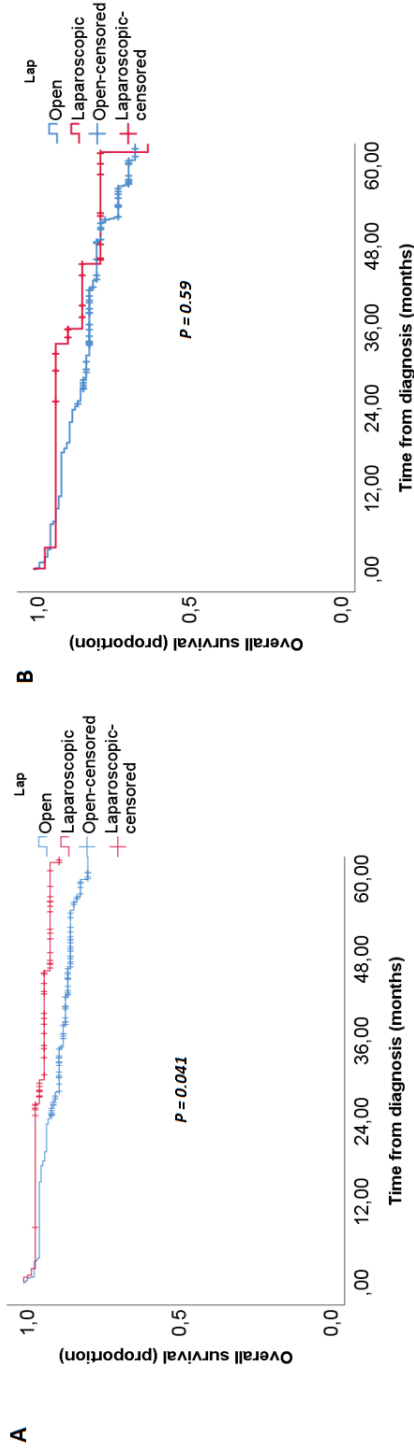 A
Overall survival (proportion)
1,0
0,5
0,0
,00
12,00
24,00
36,00
48,00
60,00
Time from diagnosis (months)
P = 0.041
Lap
Open
Laparoscopic
Open-censored
Laparoscopic-
censored
B
Overall survival (proportion)
1,0
0,5
0,0
,00
12,00
24,00
36,00
48,00
60,00
Time from diagnosis (months)
P = 0.59
Lap
Open
Laparoscopic
Open-censored
Laparoscopic-
censored